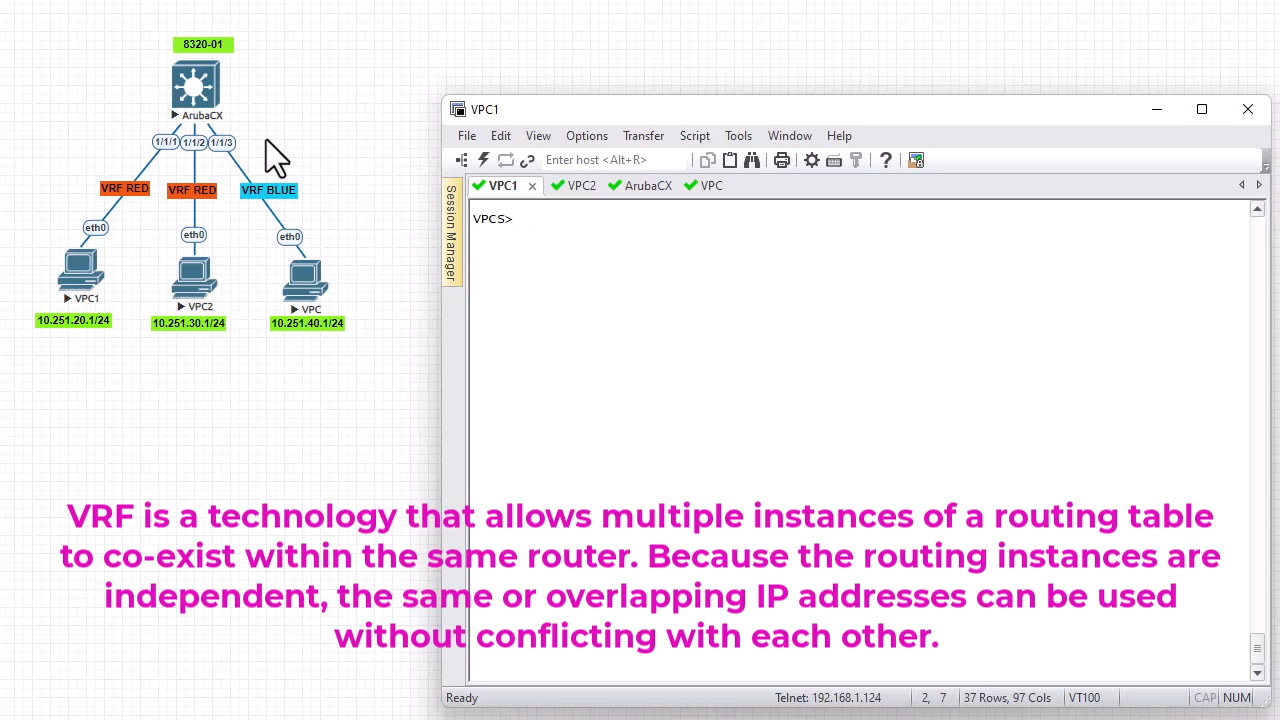 8320-01
ArubaCX
1/1/1 1/1/2 1/1/3
VRF RED VRF RED VRF BLUE
eth0 eth0 eth0
VPC1 VPC2 VPC
10.251.20.1/24 10.251.30.1/24 10.251.40.1/24
VPC1
File Edit View Options Transfer Script Tools Window Help
Enter host <Alt+R>
VPC1 VPC2 ArubaCX VPC
Session Manager
VPCS>
VRF is a technology that allows multiple instances of a routing table
to co-exist within the same router. Because the routing instances are
independent, the same or overlapping IP addresses can be used
without conflicting with each other.
Ready Telnet: 192.168.1.124 2, 7 37 Rows, 97 Cols VT100 CAP NUM